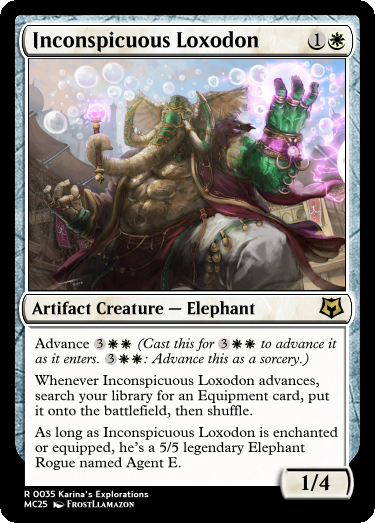 Inconspicuous Loxodon 1
Artifact Creature — Elephant
Advance 3 (Cast this for 3 to advance it
as it enters. 3: Advance this as a sorcery.)
Whenever Inconspicuous Loxodon advances,
search your library for an Equipment card, put
it onto the battlefield, then shuffle.
As long as Inconspicuous Loxodon is enchanted
or equipped, he's a 5/5 legendary Elephant
Rogue named Agent E.
1/4
R 0035 Karina's Explorations
MC25 FrostLlamazon